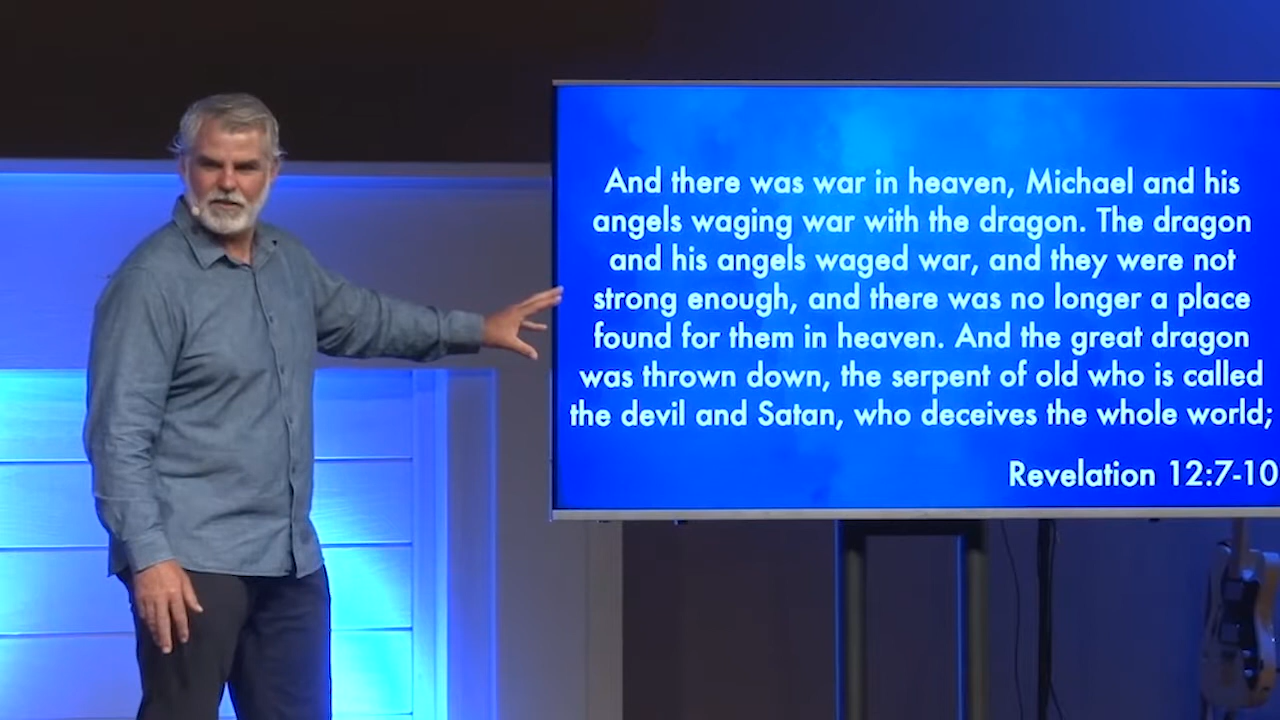 And there was war in heaven, Michael and his
angels waging war with the dragon. The dragon
and his angels waged war, and they were not
strong enough, and there was no longer a place
found for them in heaven. And the great dragon
was thrown down, the serpent of old who is called
the devil and Satan, who deceives the whole world;
Revelation 12:7-10